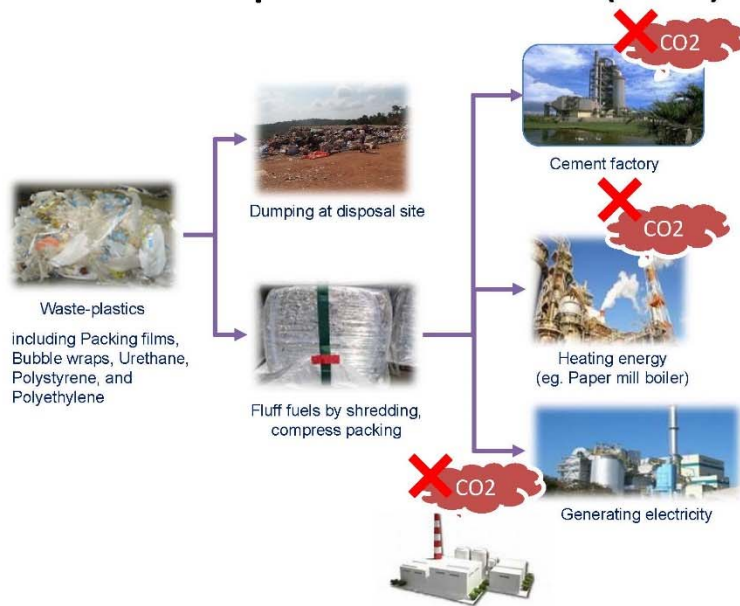 CO2
Cement factory
Dumping at disposal site
CO2
Waste-plastics
including Packing films,
Bubble wraps, Urethane,
Polystyrene, and
Polyethylene
Heating energy
(eg. Paper mill boiler)
Fluff fuels by shredding,
compress packing
CO2
Generating electricity